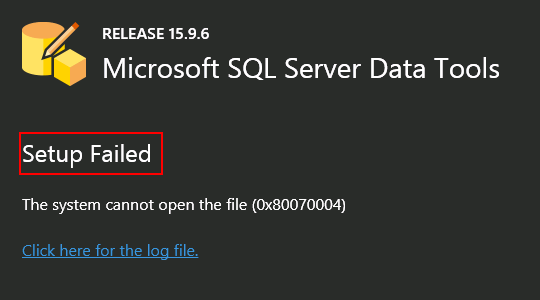 RELEASE 15.9.6
Microsoft SQL Server Data Tools
Setup Failed
The system cannot open the file (0x80070004)
Click here for the log file.